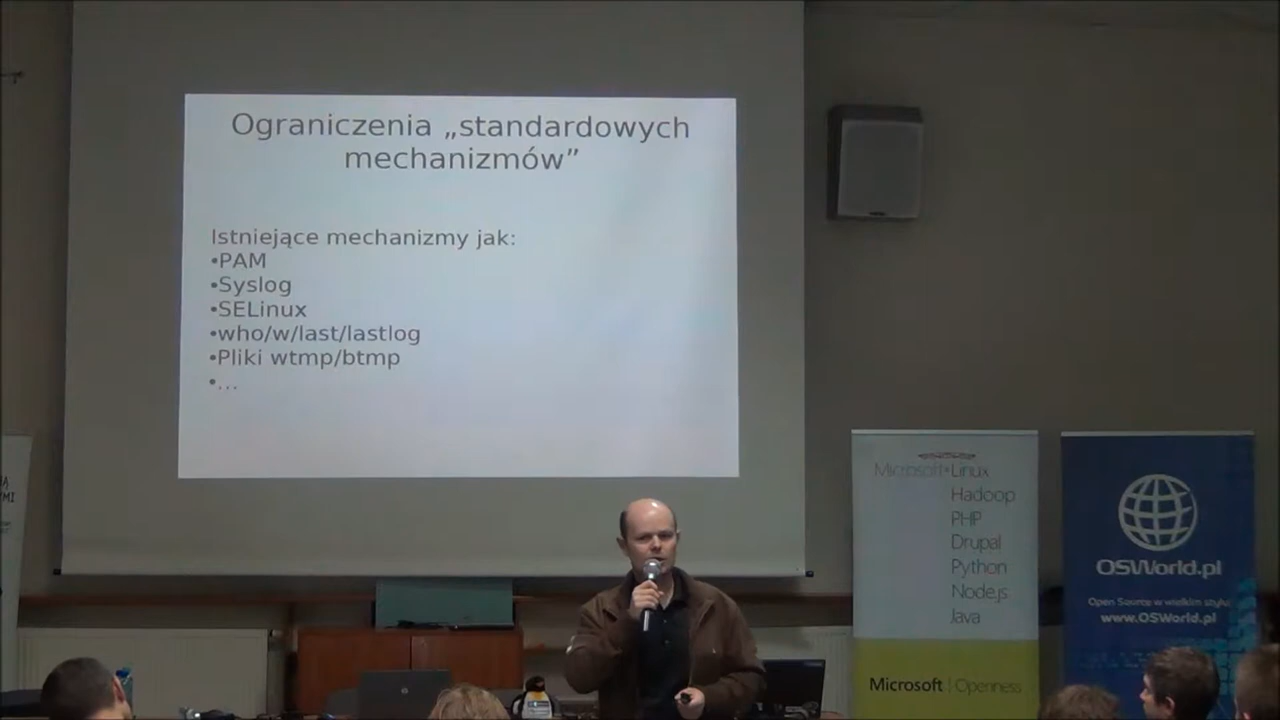 Ograniczenia „standardowych
mechanizmów”
Istniejące mechanizmy jak:
•PAM
•Syslog
•SELinux
•who/w/last/lastlog
•Pliki wtmp/btmp
•...
Microsoft+Linux
Hadoop
PHP
Drupal
Python
Node.js
Java
Microsoft | Openness
OSWorld.pl
Open Source w wielkim stylu
www.OSWorld.pl